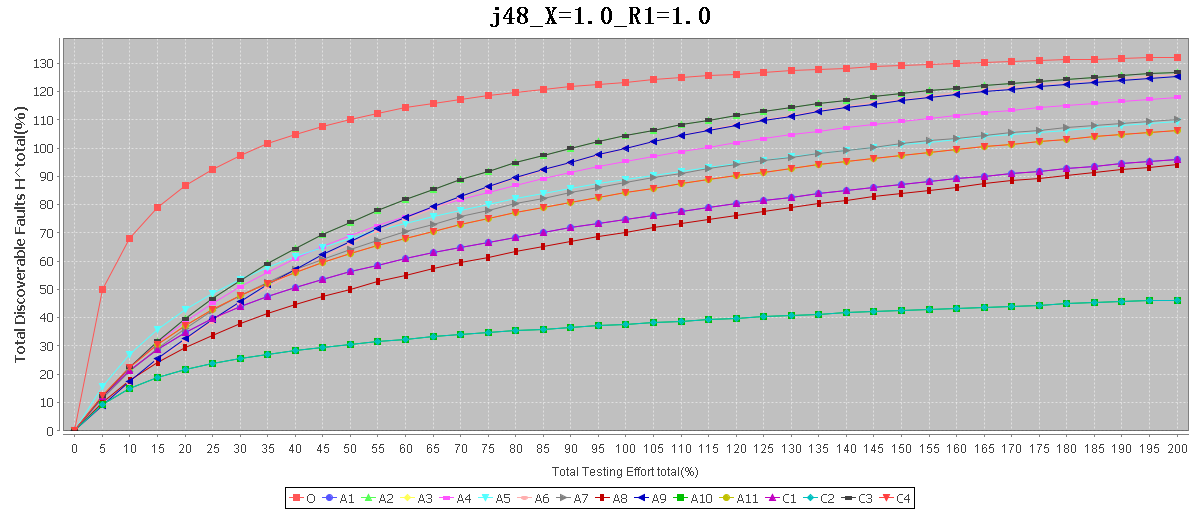 j48_X=1.0_R1=1.0
Total Discoverable Faults H^total(%)
130
120
110
100
90
80
70
60
50
40
30
20
10
0
0 5 10 15 20 25 30 35 40 45 50 55 60 65 70 75 80 85 90 95 100 105 110 115 120 125 130 135 140 145 150 155 160 165 170 175 180 185 190 195 200
Total Testing Effort total(%)
O A1 A2 A3 A4 A5 A6 A7 A8 A9 A10 A11 C1 C2 C3 C4